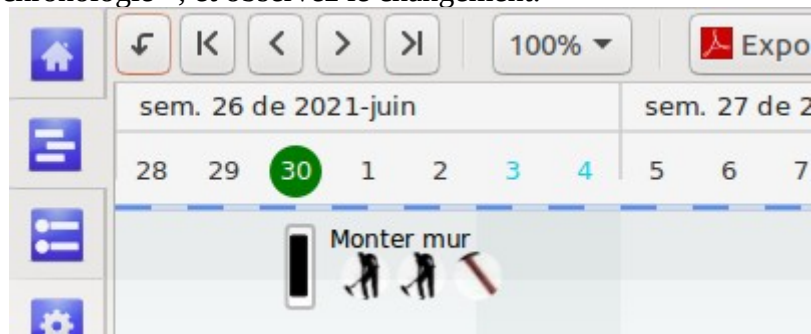 chronologie », et observez le changement.
100% Expo
sem. 26 de 2021-juin sem. 27 de 2
28 29 30 1 2 3 4 5 6 7
Monter mur